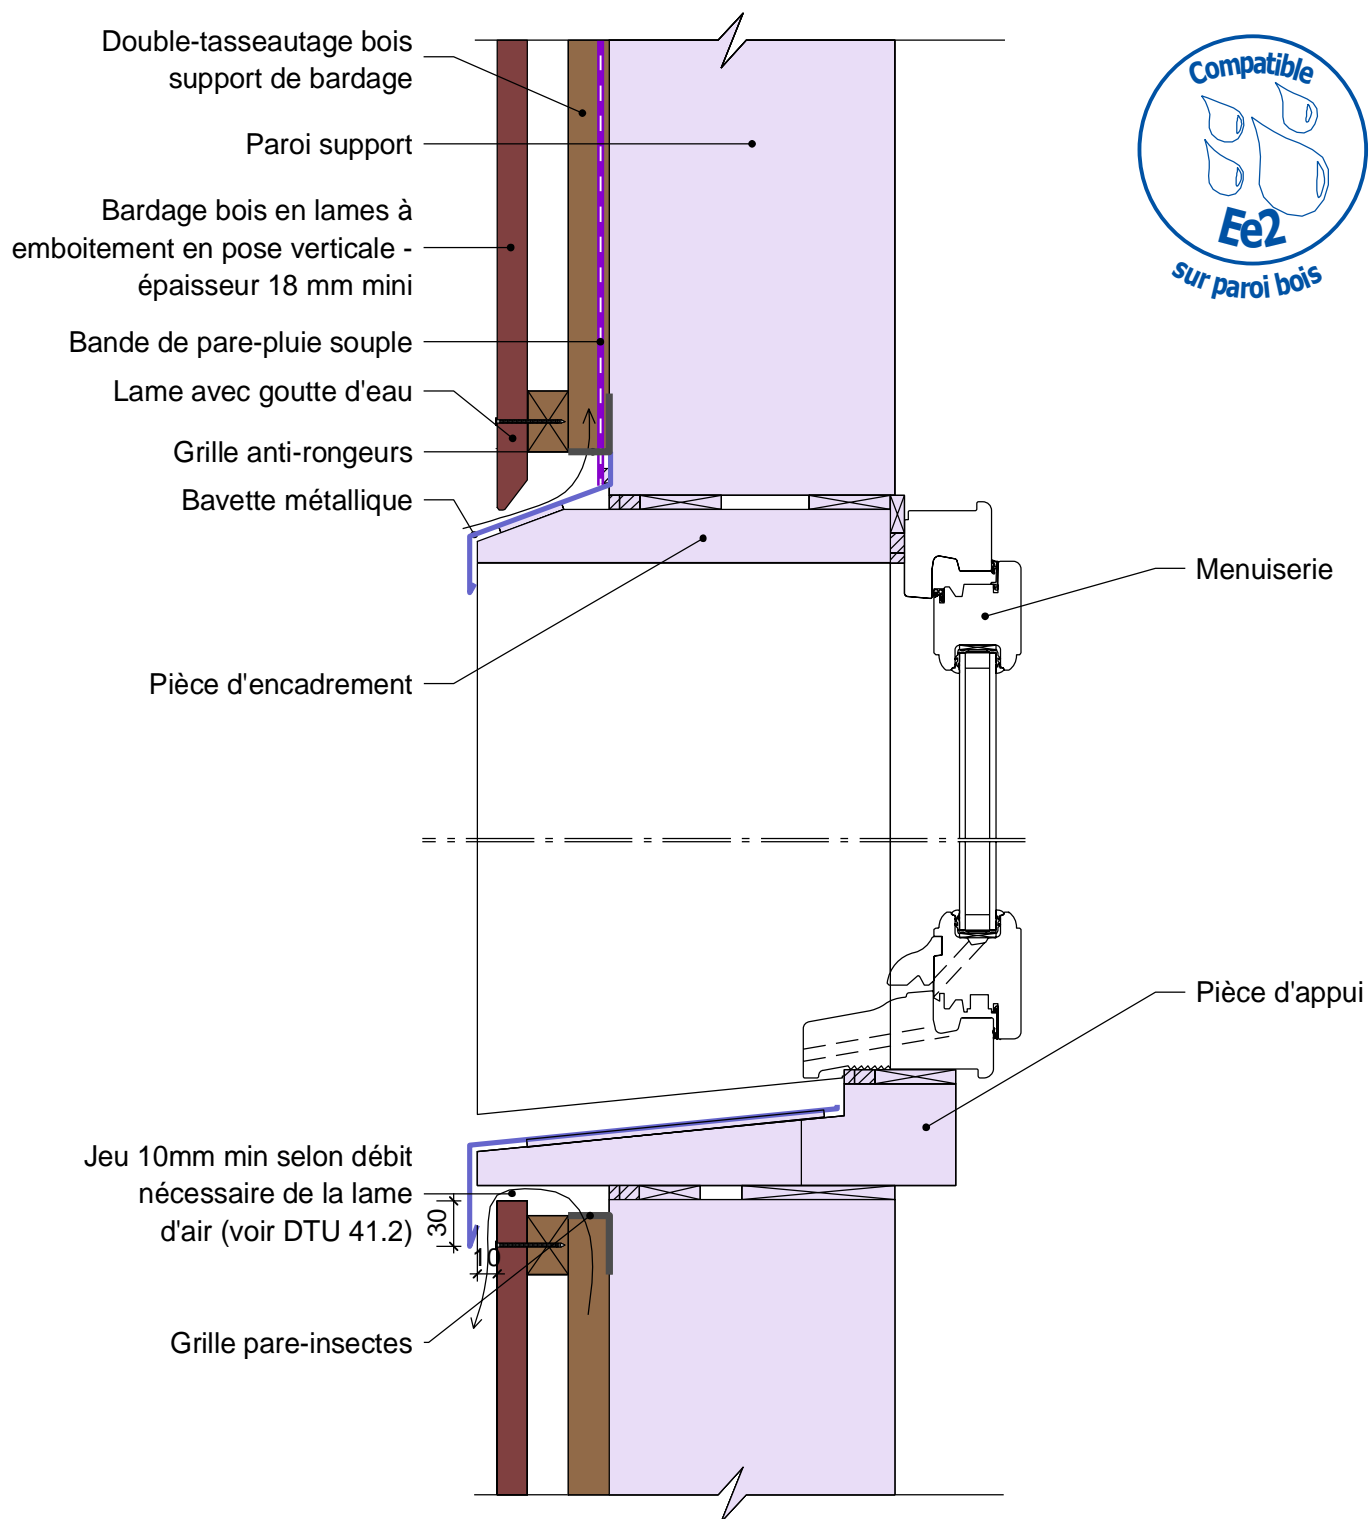 Double-tasseautage bois
support de bardage
Paroi support
Bardage bois en lames à
emboitement en pose verticale -
épaisseur 18 mm mini
Bande de pare-pluie souple
Lame avec goutte d'eau
Grille anti-rongeurs
Bavette métallique
Pièce d'encadrement
Compatible
Ee2
sur paroi bois
Menuiserie
Pièce d'appui
Jeu 10mm min selon débit
nécessaire de la lame
d'air (voir DTU 41.2)
30
10
Grille pare-insectes